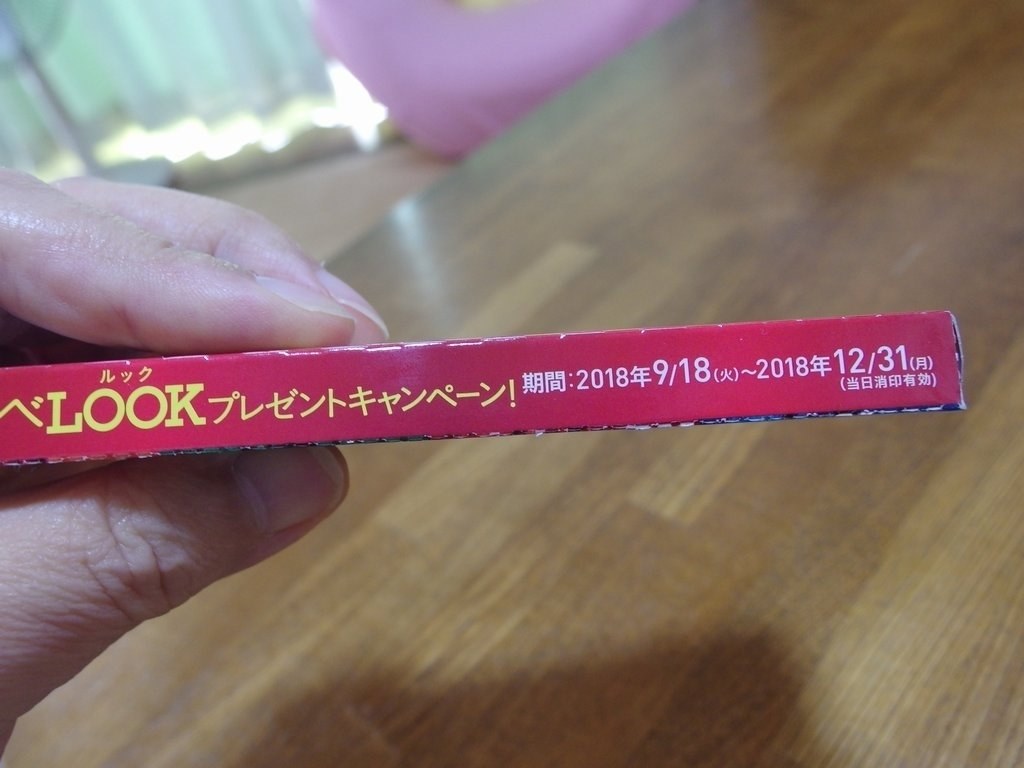 ルック
べLOOKプレゼントキャンペーン!
期間:2018年9/18(火)～2018年12/31(月)
(当日消印有効)